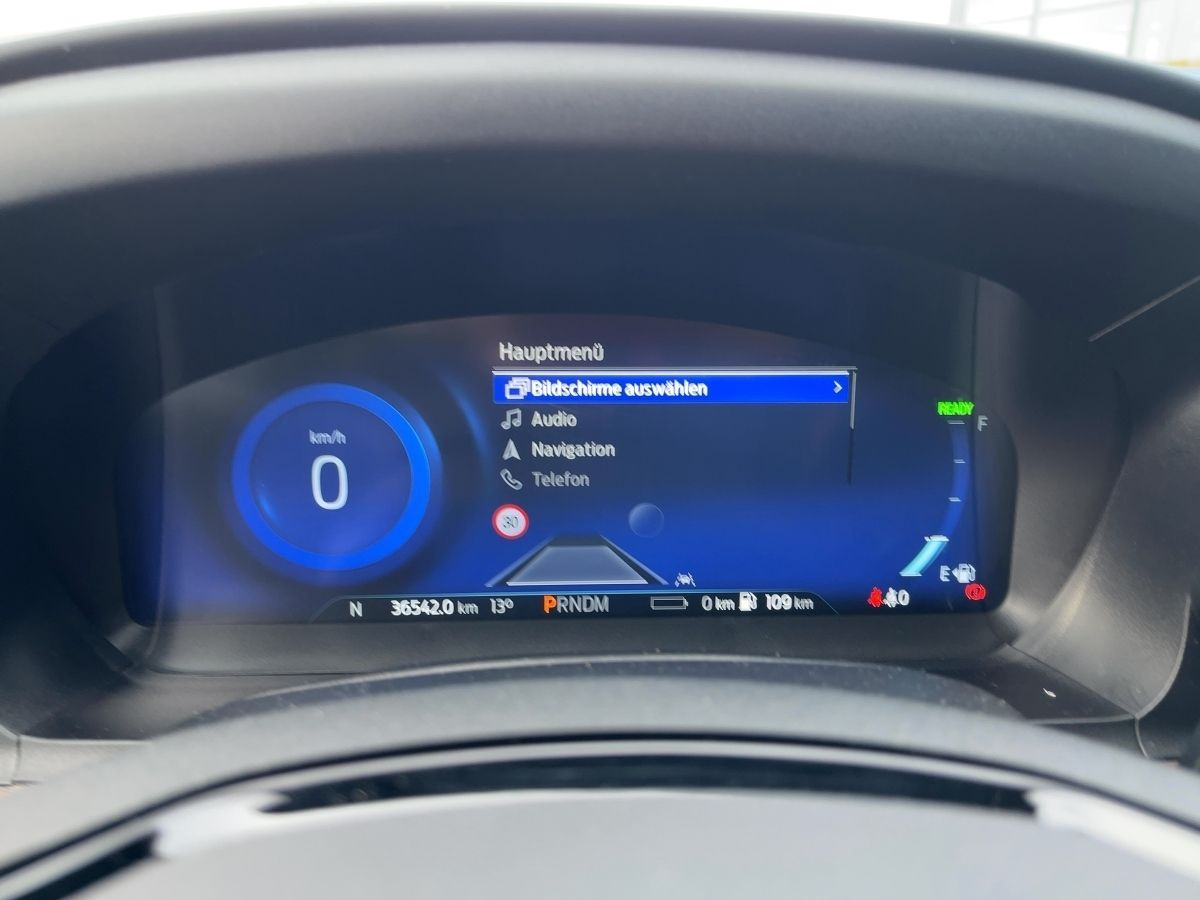 Hauptmenü
Bildschirme auswählen
Audio
Navigation
Telefon
km/h
0
30
READY
F
E
N 36542.0 km 13° PRNDM 0 km 109 km 0